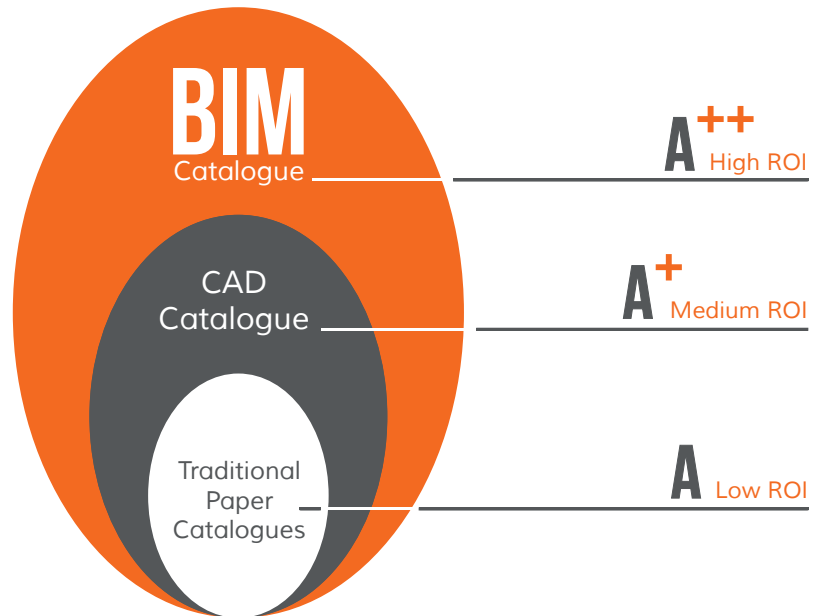 BIM
Catalogue
A++
High ROI
CAD
Catalogue
A+
Medium ROI
Traditional
Paper
Catalogues
A
Low ROI